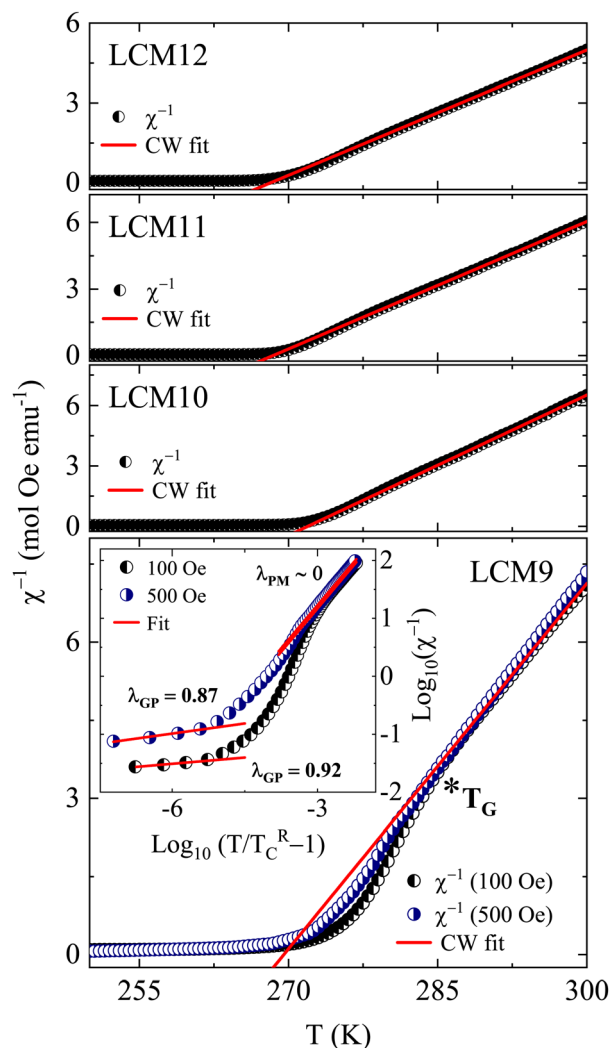 LCM12
χ⁻¹
CW fit
6
3
0
LCM11
χ⁻¹
CW fit
6
3
0
LCM10
χ⁻¹
CW fit
6
3
0
χ⁻¹ (mol Oe emu⁻¹)
LCM9
100 Oe
500 Oe
Fit
λPM ~ 0
λGP = 0.87
λGP = 0.92
2
1
0
-1
-2
Log₁₀(χ⁻¹)
-6
-3
Log₁₀ (T/T_C^R−1)
*T_G
χ⁻¹ (100 Oe)
χ⁻¹ (500 Oe)
CW fit
6
3
0
255
270
285
300
T (K)